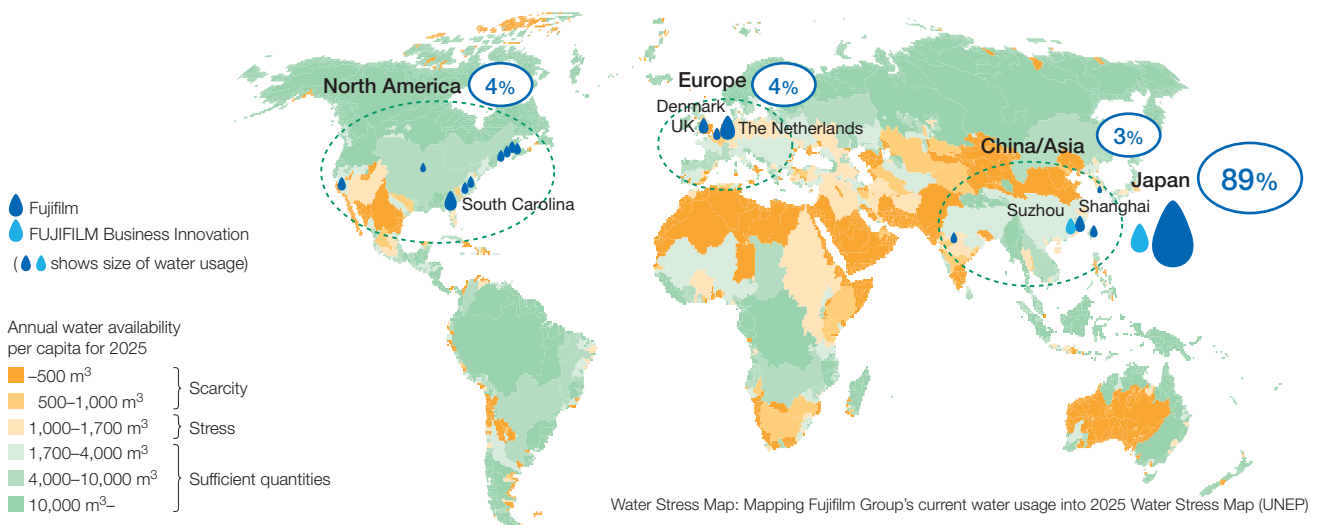 North America 4%
Europe 4%
Denmark
UK
The Netherlands
China/Asia 3%
Japan 89%
Suzhou
Shanghai
South Carolina
Fujifilm
FUJIFILM Business Innovation
( shows size of water usage)
Annual water availability
per capita for 2025
–500 m³
500–1,000 m³
Scarcity
1,000–1,700 m³
Stress
1,700–4,000 m³
4,000–10,000 m³
Sufficient quantities
10,000 m³–
Water Stress Map: Mapping Fujifilm Group's current water usage into 2025 Water Stress Map (UNEP)